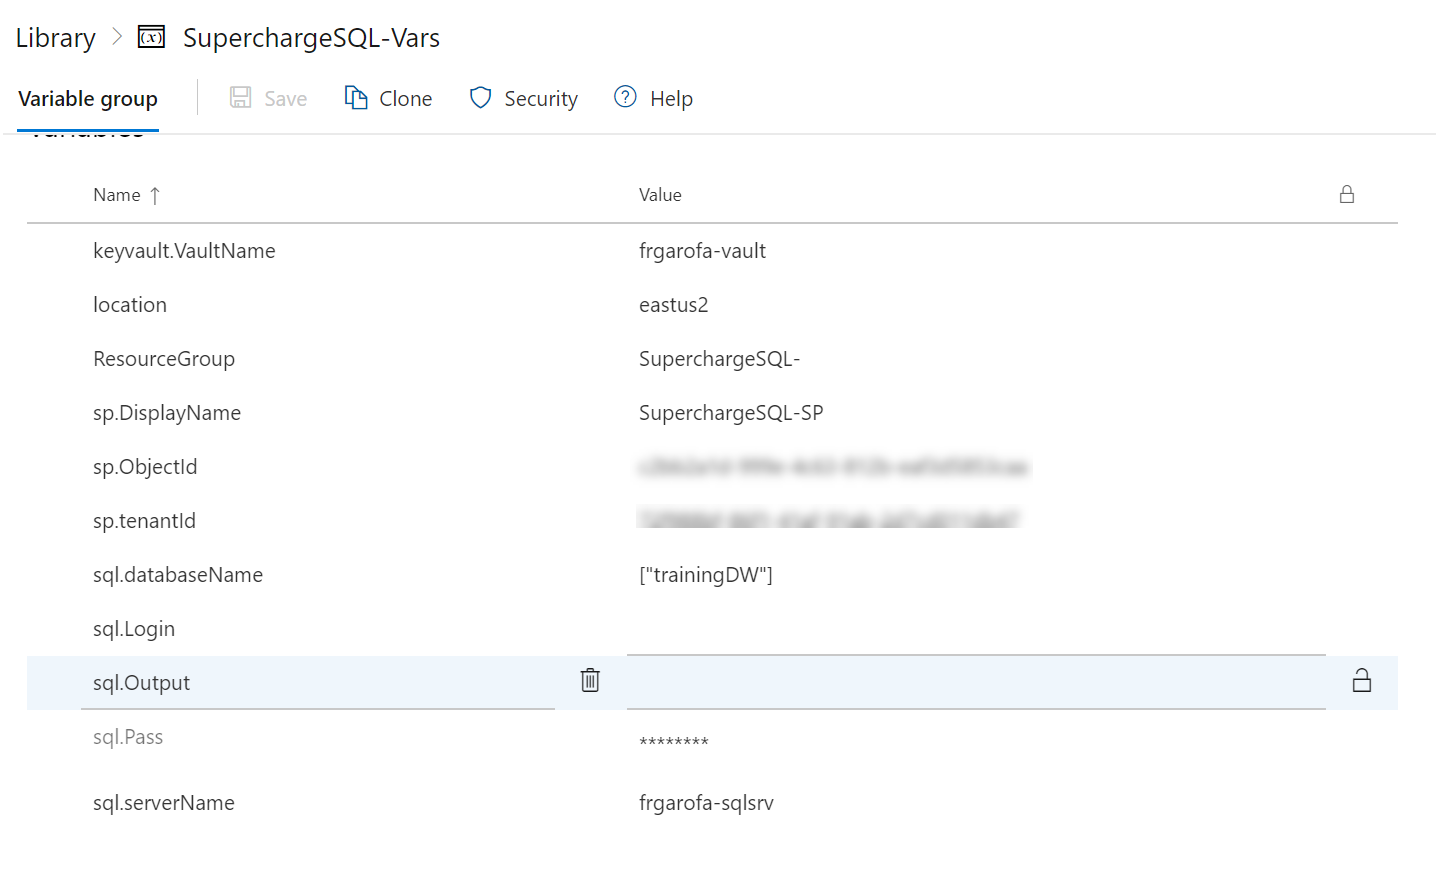 Library > SuperchargeSQL-Vars
Variable group Save Clone Security Help
Variables
Name ↑ Value
keyvault.VaultName frgarofa-vault
location eastus2
ResourceGroup SuperchargeSQL-
sp.DisplayName SuperchargeSQL-SP
sp.ObjectId
sp.tenantId
sql.databaseName ["trainingDW"]
sql.Login
sql.Output
sql.Pass ********
sql.serverName frgarofa-sqlsrv